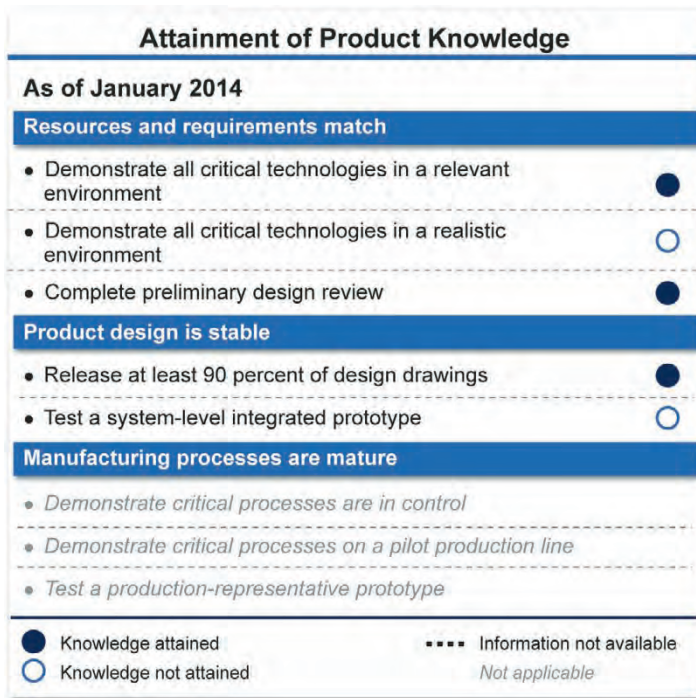 Attainment of Product Knowledge
As of January 2014
Resources and requirements match
• Demonstrate all critical technologies in a relevant
environment
• Demonstrate all critical technologies in a realistic
environment
• Complete preliminary design review
Product design is stable
• Release at least 90 percent of design drawings
• Test a system-level integrated prototype
Manufacturing processes are mature
• Demonstrate critical processes are in control
• Demonstrate critical processes on a pilot production line
• Test a production-representative prototype
Knowledge attained
Information not available
Knowledge not attained
Not applicable